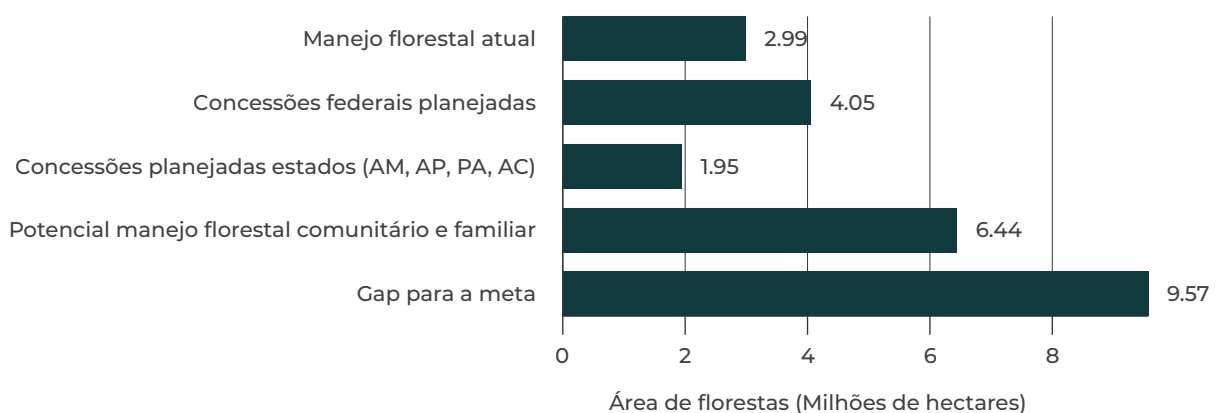 Manejo florestal atual
2.99
Concessões federais planejadas
4.05
Concessões planejadas estados (AM, AP, PA, AC)
1.95
Potencial manejo florestal comunitário e familiar
6.44
Gap para a meta
9.57
0 2 4 6 8
Área de florestas (Milhões de hectares)